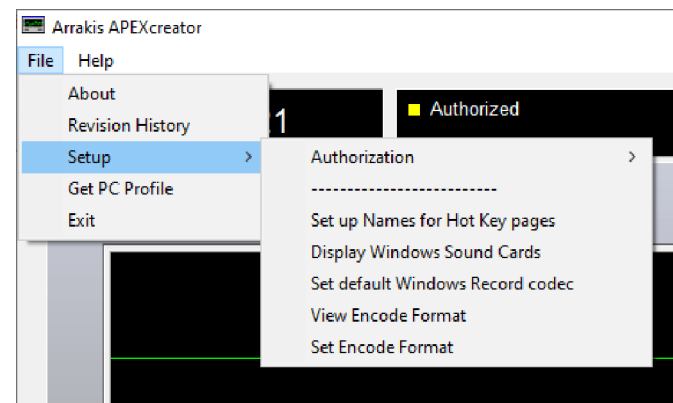 Arrakis APEXcreator
File Help
About
Revision History
Setup >
Get PC Profile
Exit
Authorized
Authorization >
--------------------------
Set up Names for Hot Key pages
Display Windows Sound Cards
Set default Windows Record codec
View Encode Format
Set Encode Format